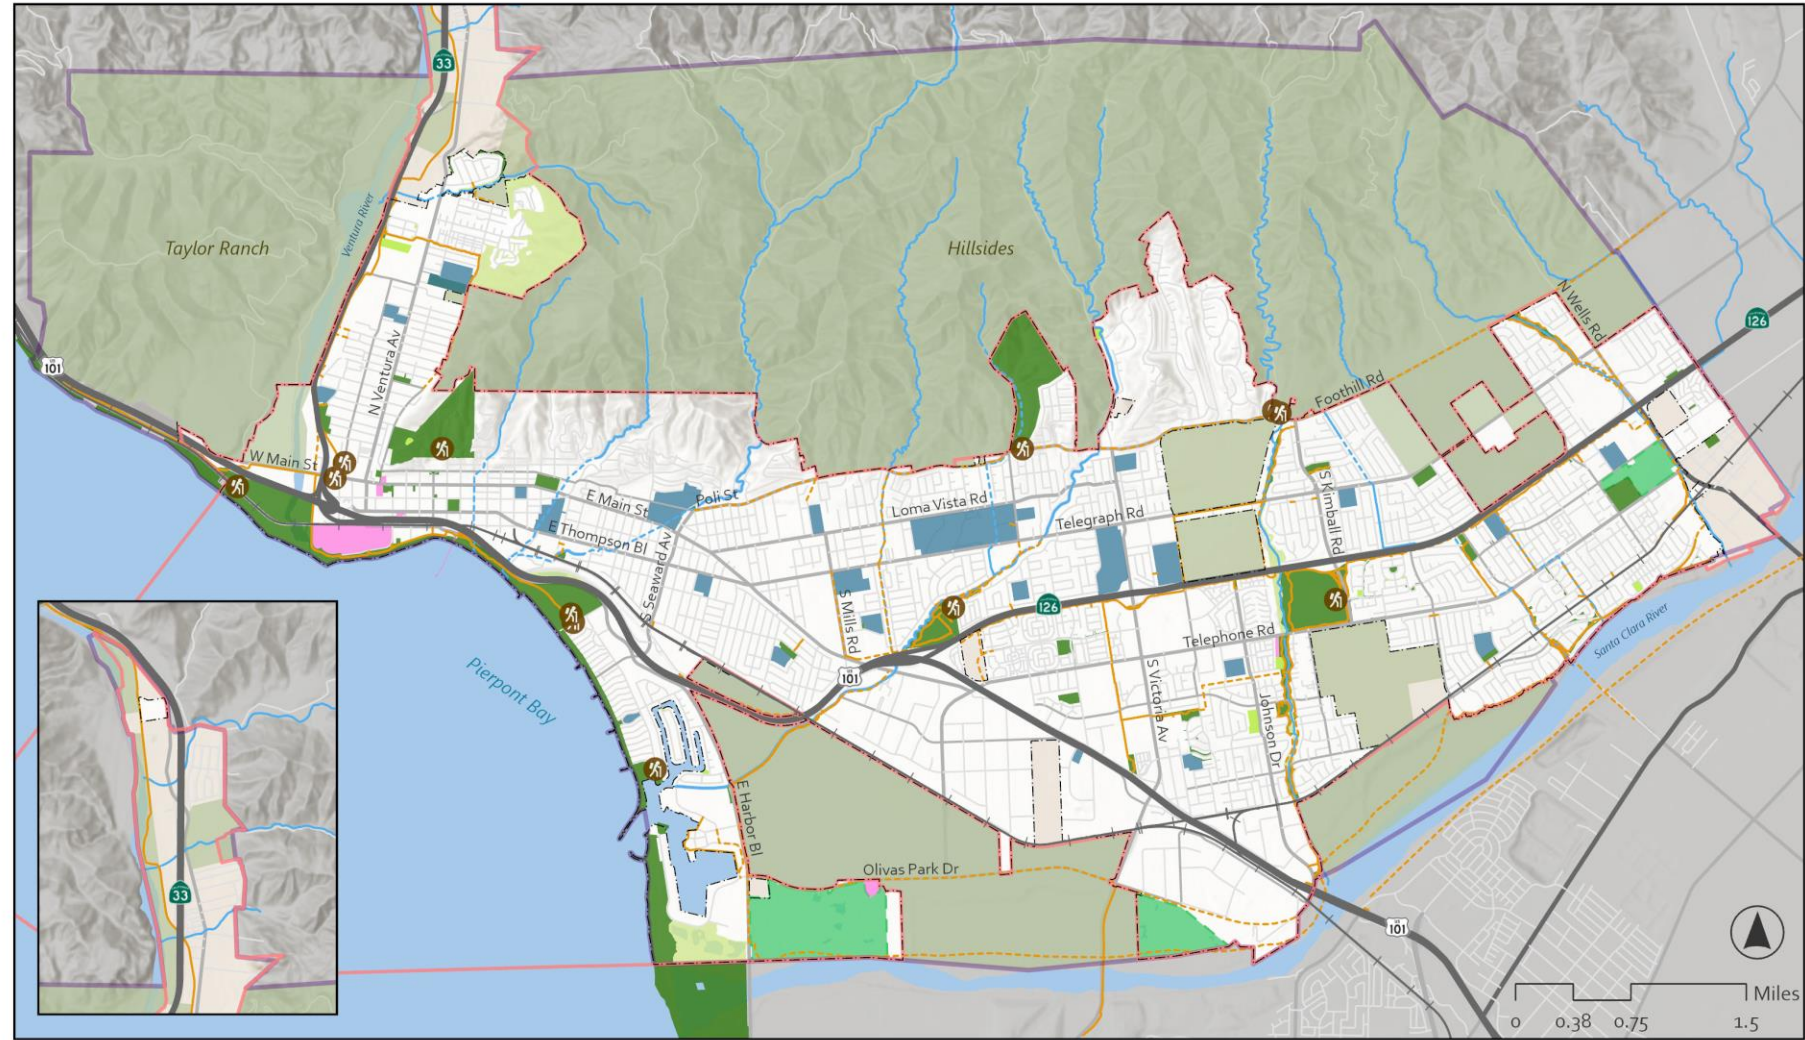 33
Taylor Ranch
Ventura River
Hillsides
N Wells Rd
126
US
101
N Ventura Av
Foothill Rd
W Main St
E Main St
Poli St
Loma Vista Rd
Telegraph Rd
S Kimball Rd
E Thompson Bl
S Seaward Av
S Mills Rd
126
Telephone Rd
Santa Clara River
Pierpont Bay
US
101
S Victoria Av
Johnson Dr
E Harbor Bl
Olivas Park Dr
33
US
101
Miles
0 0.38 0.75 1.5